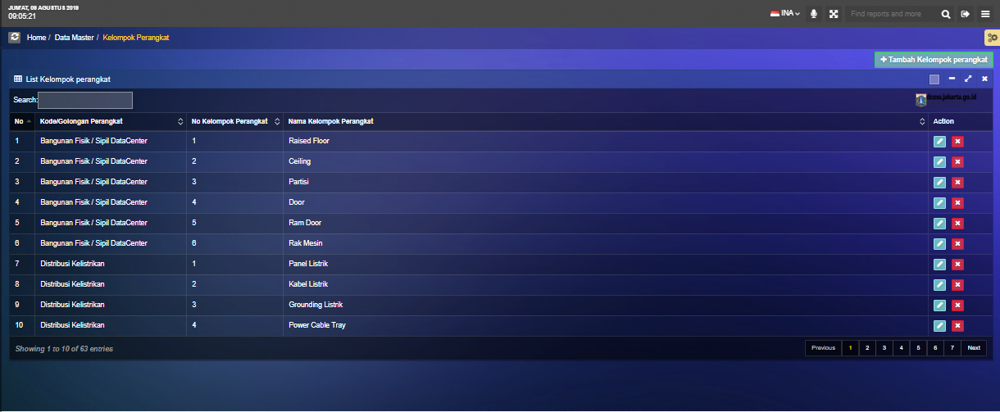 JUM'AT, 09 AGUSTUS 2019
09:05:21
INA
Find reports and more
Home / Data Master / Kelompok Perangkat
Tambah Kelompok perangkat
List Kelompok perangkat
Search:
dcoss.jakarta.go.id
No Kode/Golongan Perangkat No Kelompok Perangkat Nama Kelompok Perangkat Action
1 Bangunan Fisik / Sipil DataCenter 1 Raised Floor
2 Bangunan Fisik / Sipil DataCenter 2 Ceiling
3 Bangunan Fisik / Sipil DataCenter 3 Partisi
4 Bangunan Fisik / Sipil DataCenter 4 Door
5 Bangunan Fisik / Sipil DataCenter 5 Ram Door
6 Bangunan Fisik / Sipil DataCenter 6 Rak Mesin
7 Distribusi Kelistrikan 1 Panel Listrik
8 Distribusi Kelistrikan 2 Kabel Listrik
9 Distribusi Kelistrikan 3 Grounding Listrik
10 Distribusi Kelistrikan 4 Power Cable Tray
Showing 1 to 10 of 63 entries
Previous 1 2 3 4 5 6 7 Next